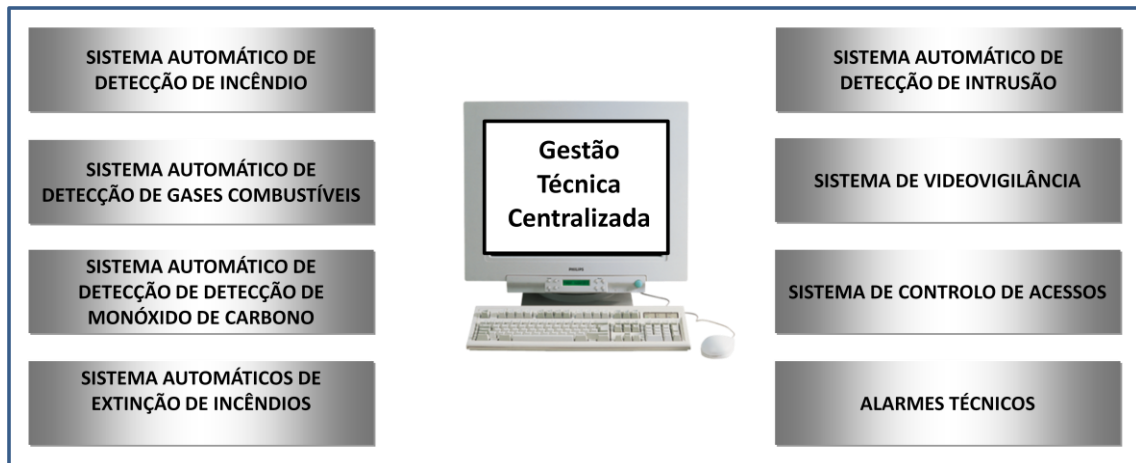 SISTEMA AUTOMÁTICO DE
DETECÇÃO DE INCÊNDIO
SISTEMA AUTOMÁTICO DE
DETECÇÃO DE GASES COMBUSTÍVEIS
SISTEMA AUTOMÁTICO DE
DETECÇÃO DE DETECÇÃO DE
MONÓXIDO DE CARBONO
SISTEMA AUTOMÁTICOS DE
EXTINÇÃO DE INCÊNDIOS
Gestão
Técnica
Centralizada
PHILIPS
SISTEMA AUTOMÁTICO DE
DETECÇÃO DE INTRUSÃO
SISTEMA DE VIDEOVIGILÂNCIA
SISTEMA DE CONTROLO DE ACESSOS
ALARMES TÉCNICOS